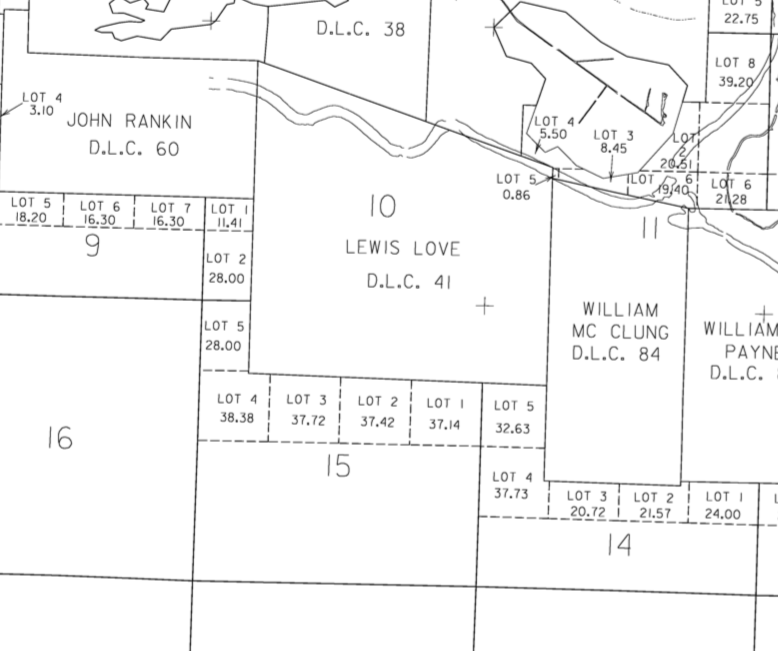 LOT 5
22.75
D.L.C. 38
LOT 8
39.20
LOT 4
3.10
JOHN RANKIN
D.L.C. 60
LOT 4
5.50
LOT 3
8.45
LOT
2
20.51
LOT 5
0.86
LOT 6
19.40
LOT 6
21.28
LOT 5
18.20
LOT 6
16.30
LOT 7
16.30
LOT 1
11.41
10
11
9
LEWIS LOVE
D.L.C. 41
LOT 2
28.00
WILLIAM
MC CLUNG
D.L.C. 84
WILLIAM
PAYNE
D.L.C.
LOT 5
28.00
LOT 4
38.38
LOT 3
37.72
LOT 2
37.42
LOT 1
37.14
LOT 5
32.63
16
15
LOT 4
37.73
LOT 3
20.72
LOT 2
21.57
LOT 1
24.00
14